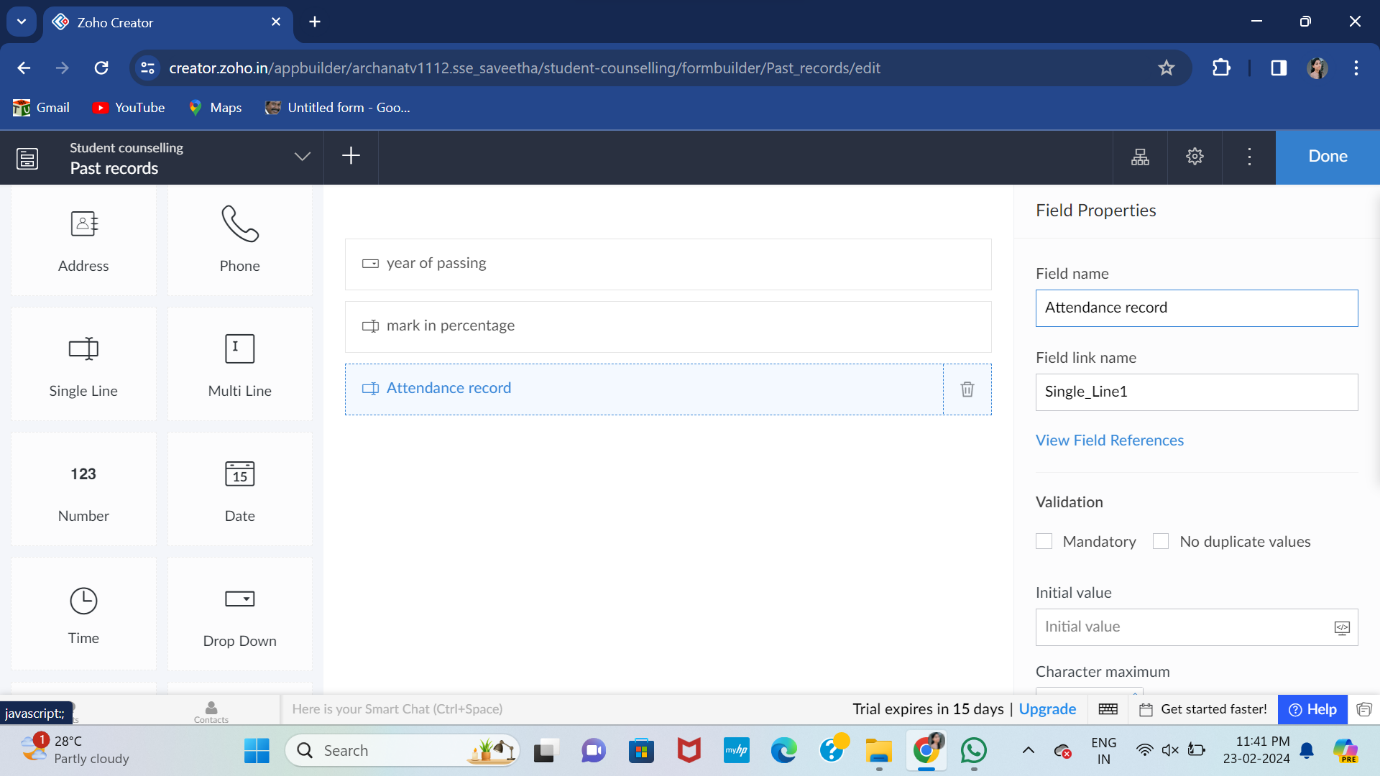 Zoho Creator
creator.zoho.in/appbuilder/archanatv1112.sse_saveetha/student-counselling/formbuilder/Past_records/edit
Gmail YouTube Maps Untitled form - Goo...
Student counselling
Past records
Done
Address Phone
Single Line Multi Line
123
15
Number Date
Time Drop Down
year of passing
mark in percentage
Attendance record
Field Properties
Field name
Attendance record
Field link name
Single_Line1
View Field References
Validation
Mandatory No duplicate values
Initial value
Initial value
Character maximum
javascript:;
Contacts
Here is your Smart Chat (Ctrl+Space)
Trial expires in 15 days | Upgrade
Get started faster!
Help
1
28°C
Partly cloudy
Search
myhp
ENG
IN
11:41 PM
23-02-2024
PRE